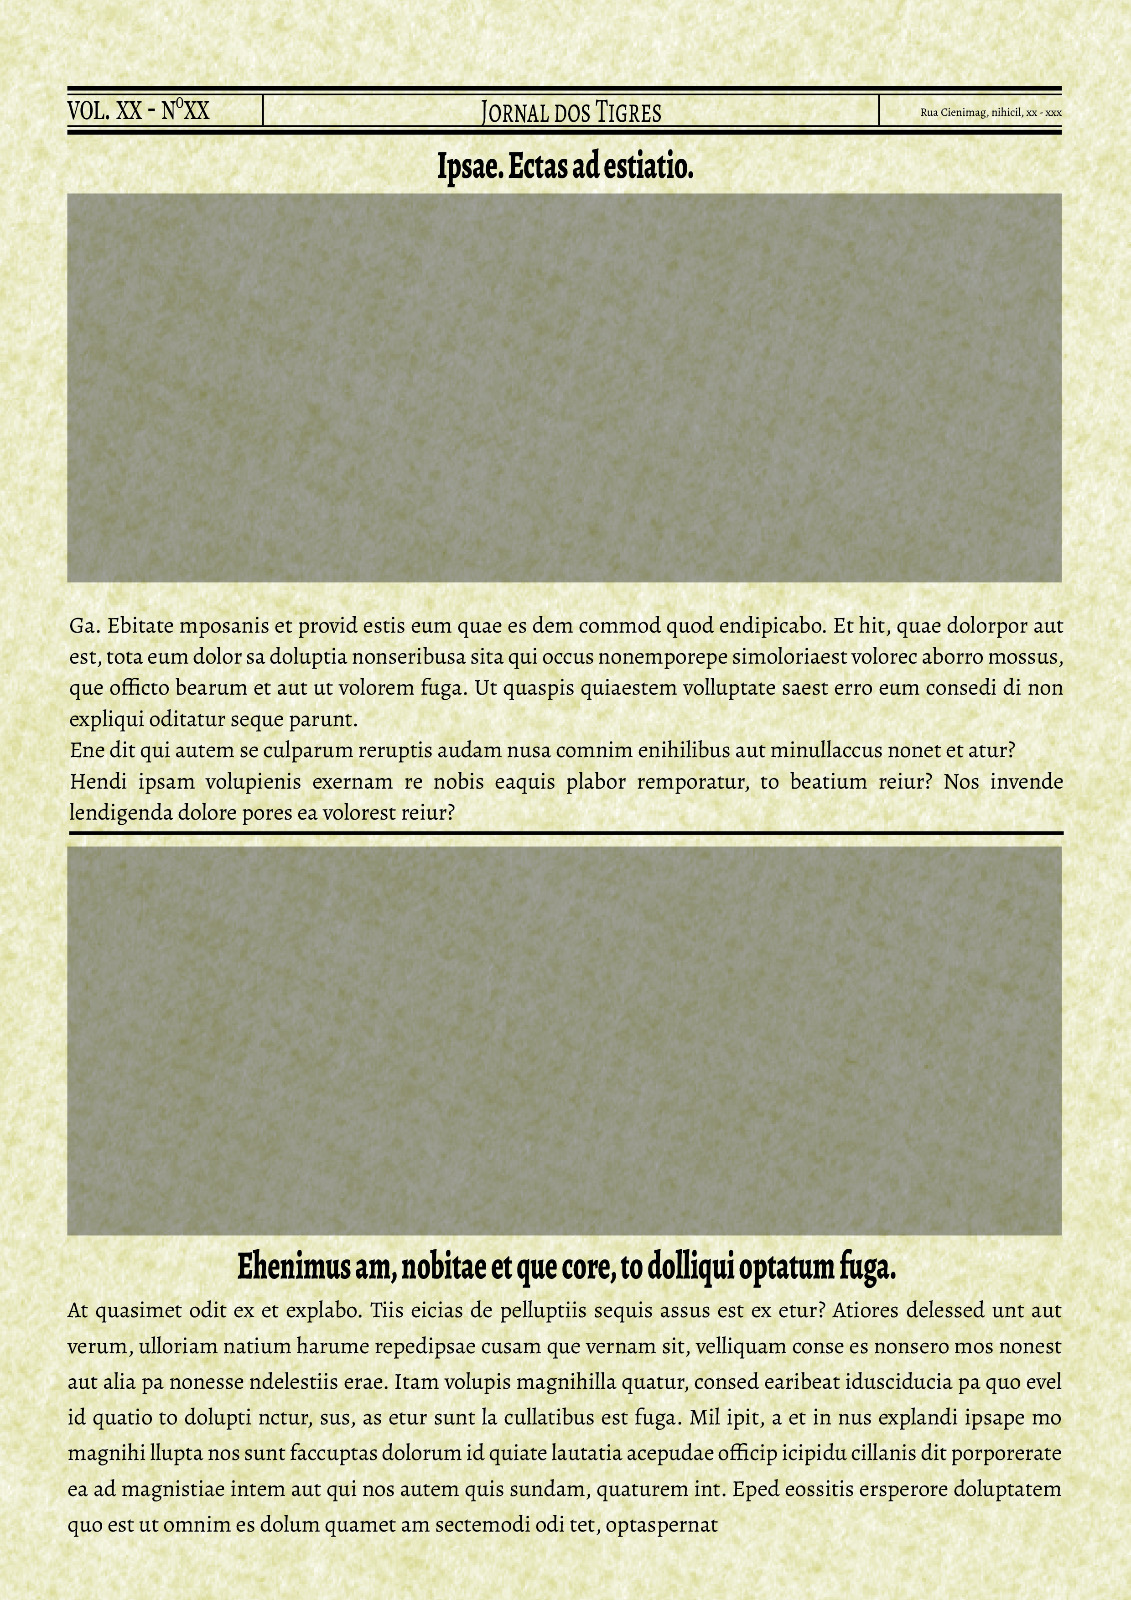 VOL. XX - NºXX
JORNAL DOS TIGRES
Rua Cienimag, nihicil, xx - xxx
Ipsae. Ectas ad estiatio.
Ga. Ebitate mposanis et provid estis eum quae es dem commod quod endipicabo. Et hit, quae dolorpor aut
est, tota eum dolor sa doluptia nonseribusa sita qui occus nonemporepe simoloriaest volorec aborro mossus,
que officto bearum et aut ut volorem fuga. Ut quaspis quiaestem volluptate saest erro eum consedi di non
expliqui oditatur seque parunt.
Ene dit qui autem se culparum reruptis audam nusa comnim enihilibus aut minullaccus nonet et atur?
Hendi ipsam volupienis exernam re nobis eaquis plabor remporatur, to beatium reiur? Nos invende
lendigenda dolore pores ea volorest reiur?
Ehenimus am, nobitae et que core, to dolliqui optatum fuga.
At quasimet odit ex et explabo. Tiis eicias de pelluptiis sequis assus est ex etur? Atiores delessed unt aut
verum, ulloriam natium harume repedipsae cusam que vernam sit, velliquam conse es nonsero mos nonest
aut alia pa nonesse ndelestiis erae. Itam volupis magnihilla quatur, consed earibeat idusciducia pa quo evel
id quatio to dolupti nctur, sus, as etur sunt la cullatibus est fuga. Mil ipit, a et in nus explandi ipsape mo
magnihi llupta nos sunt faccuptas dolorum id quiate lautatia acepudae officip icipidu cillanis dit porporerate
ea ad magnistiae intem aut qui nos autem quis sundam, quaturem int. Eped eossitis ersperore doluptatem
quo est ut omnim es dolum quamet am sectemodi odi tet, optaspernat